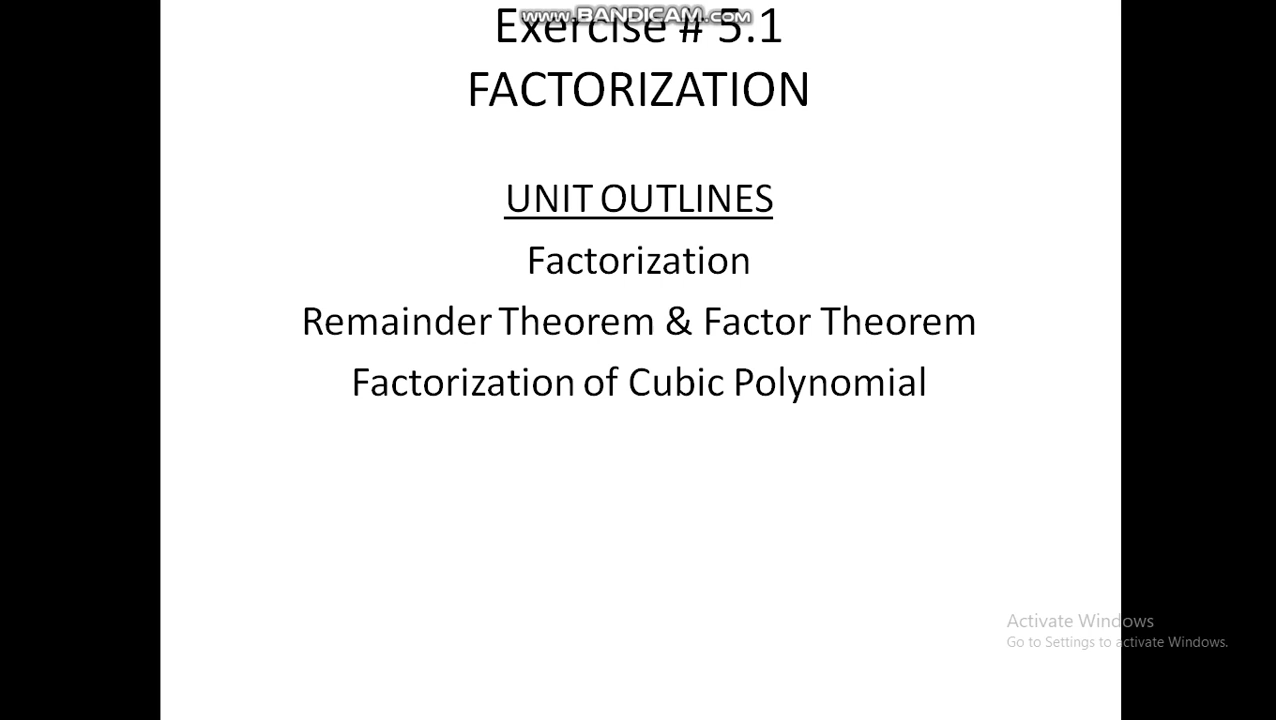 www.BANDICAM.com
Exercise # 5.1
FACTORIZATION
UNIT OUTLINES
Factorization
Remainder Theorem & Factor Theorem
Factorization of Cubic Polynomial
Activate Windows
Go to Settings to activate Windows.